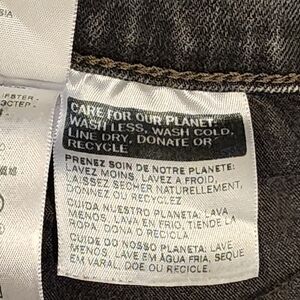 CARE FOR OUR PLANET:
WASH LESS, WASH COLD,
LINE DRY, DONATE OR
RECYCLE
PRENEZ SOIN DE NOTRE PLANETE:
LAVEZ MOINS, LAVEZ A FROID,
LAISSEZ SECHER NATURELLEMENT,
DONNEZ OU RECYCLEZ
CUIDA NUESTRO PLANETA: LAVA
MENOS, LAVA EN FRIO, TIENDE LA
ROPA, DONA O RECICLA
CUIDE DO NOSSO PLANETA: LAVE
MENOS, LAVE EM AGUA FRIA, SEQUE
EM VARAL, DOE OU RECICLE.